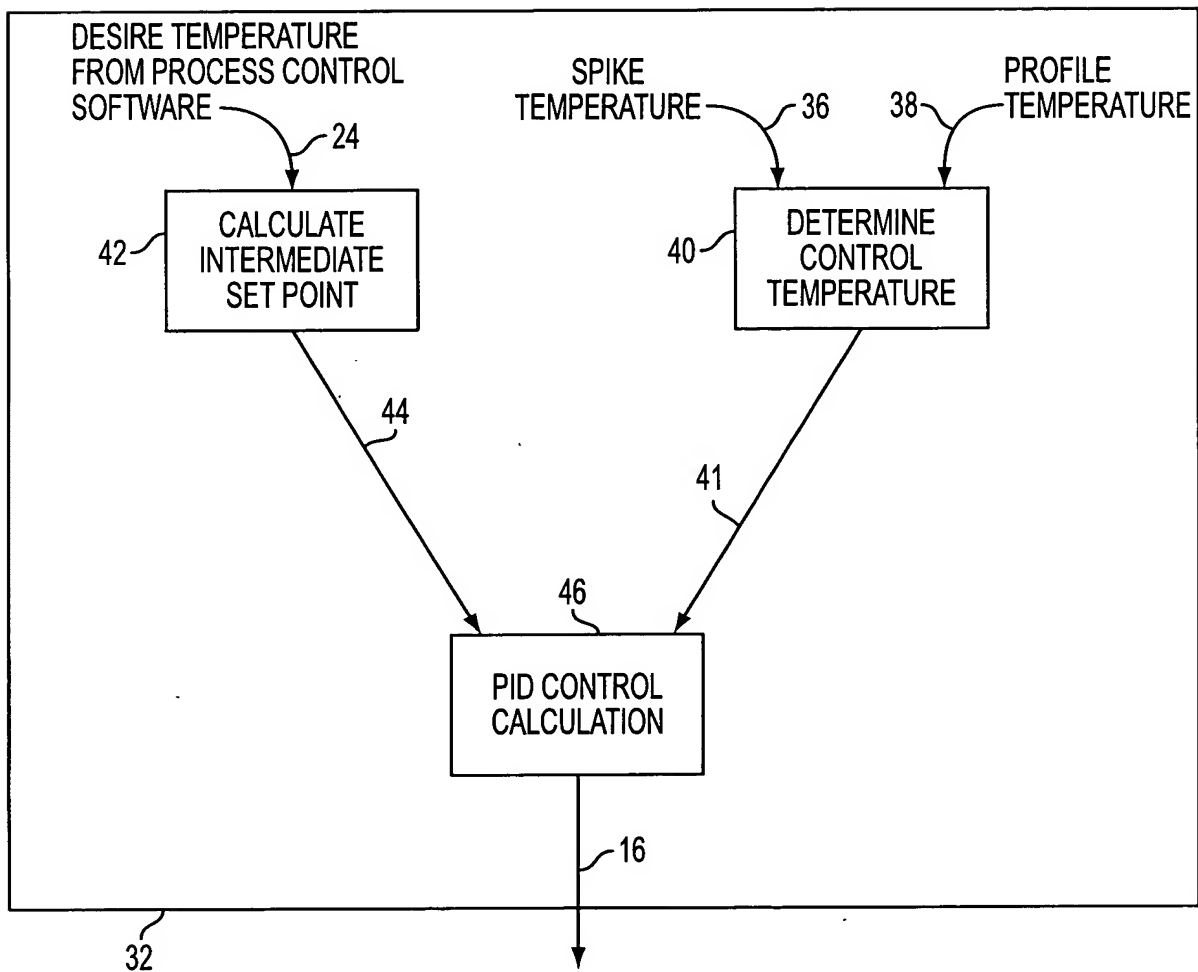 DESIRE TEMPERATURE
FROM PROCESS CONTROL
SOFTWARE
24
SPIKE
TEMPERATURE
36
38
PROFILE
TEMPERATURE
42
CALCULATE
INTERMEDIATE
SET POINT
40
DETERMINE
CONTROL
TEMPERATURE
44
41
46
PID CONTROL
CALCULATION
16
32